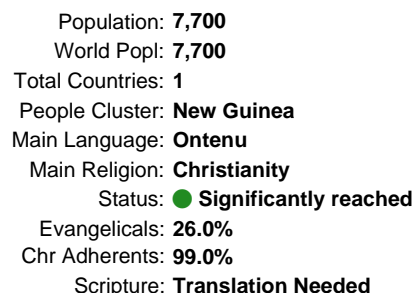 Population: 7,700
World Popl: 7,700
Total Countries: 1
People Cluster: New Guinea
Main Language: Ontenu
Main Religion: Christianity
Status: Significantly reached
Evangelicals: 26.0%
Chr Adherents: 99.0%
Scripture: Translation Needed